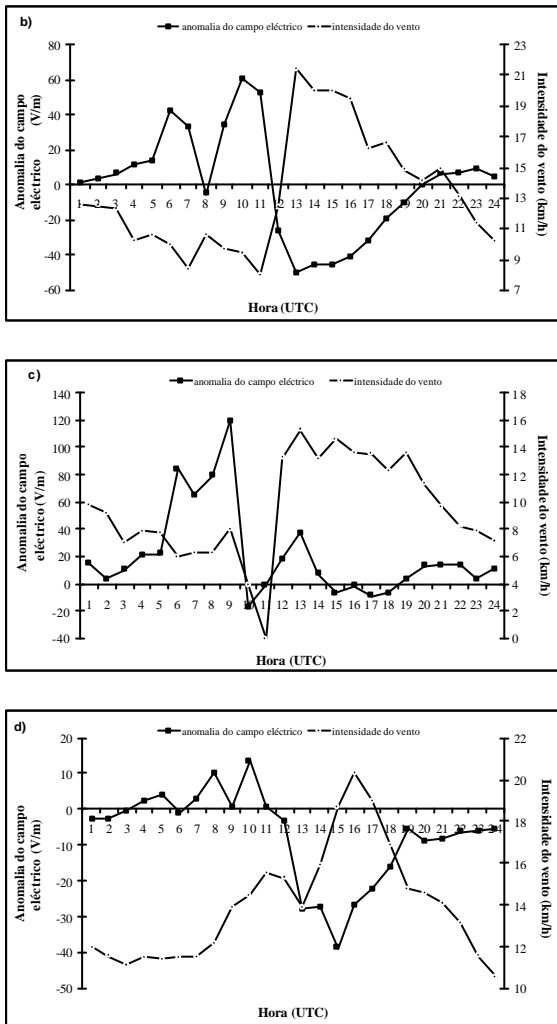 b)
anomalia do campo eléctrico intensidade do vento
Anomalia do campo
eléctrico (V/m)
80
60
40
20
0
-20
-40
-60
23
21
19
17
15
13
11
9
7
Intensidade do vento
(km/h)
1 2 3 4 5 6 7 8 9 10 11 12 13 14 15 16 17 18 19 20 21 22 23 24
Hora (UTC)
c)
anomalia do campo eléctrico intensidade do vento
Anomalia do campo
eléctrico (V/m)
140
120
100
80
60
40
20
0
-20
-40
18
16
14
12
10
8
6
4
2
0
Intensidade do vento (km/h)
1 2 3 4 5 6 7 8 9 10 11 12 13 14 15 16 17 18 19 20 21 22 23 24
Hora (UTC)
d)
anomalia do campo eléctrico intensidade do vento
Anomalia do campo
eléctrico (V/m)
20
10
0
-10
-20
-30
-40
-50
22
20
18
16
14
12
10
Intensidade do vento
(km/h)
1 2 3 4 5 6 7 8 9 10 11 12 13 14 15 16 17 18 19 20 21 22 23 24
Hora (UTC)